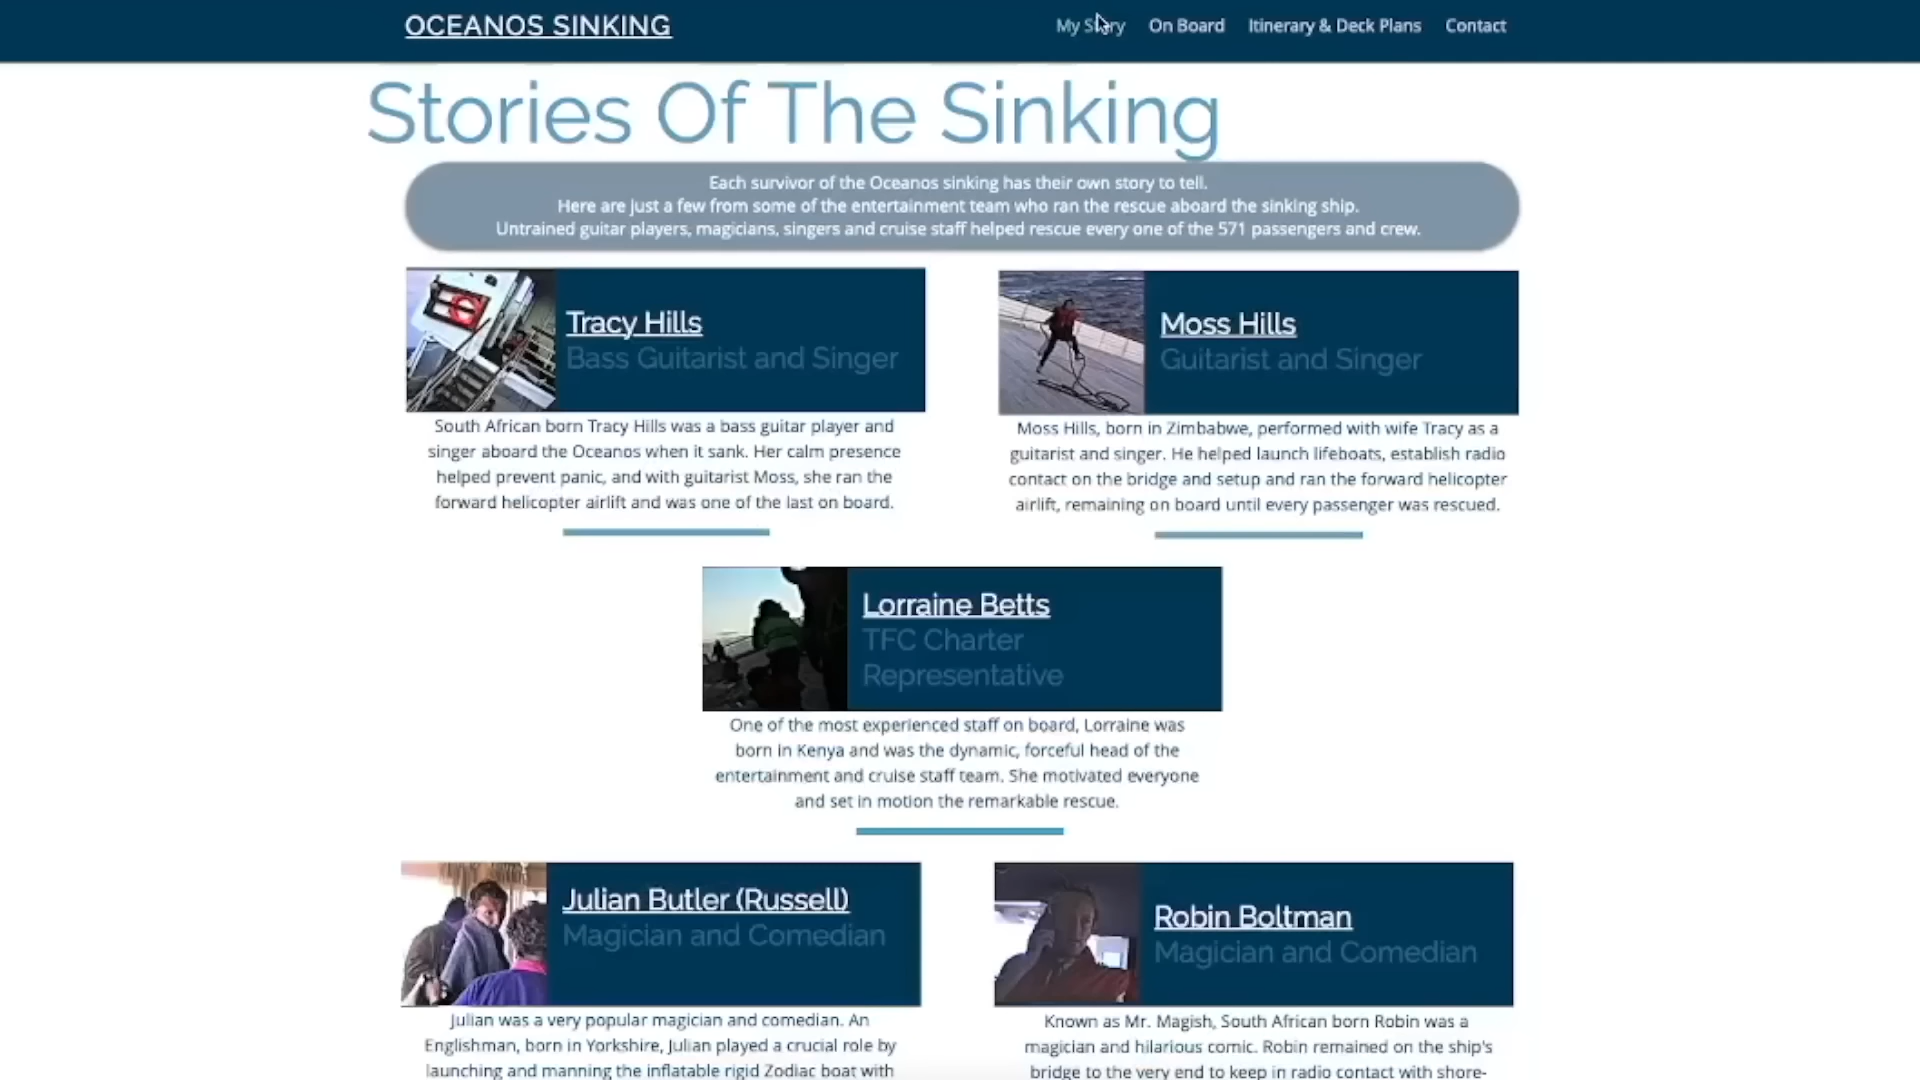 OCEANOS SINKING
My Story On Board Itinerary & Deck Plans Contact
Stories Of The Sinking
Each survivor of the Oceanos sinking has their own story to tell.
Here are just a few from some of the entertainment team who ran the rescue aboard the sinking ship.
Untrained guitar players, magicians, singers and cruise staff helped rescue every one of the 571 passengers and crew.
Tracy Hills
Bass Guitarist and Singer
South African born Tracy Hills was a bass guitar player and
singer aboard the Oceanos when it sank. Her calm presence
helped prevent panic, and with guitarist Moss, she ran the
forward helicopter airlift and was one of the last on board.
Moss Hills
Guitarist and Singer
Moss Hills, born in Zimbabwe, performed with wife Tracy as a
guitarist and singer. He helped launch lifeboats, establish radio
contact on the bridge and setup and ran the forward helicopter
airlift, remaining on board until every passenger was rescued.
Lorraine Betts
TFC Charter
Representative
One of the most experienced staff on board, Lorraine was
born in Kenya and was the dynamic, forceful head of the
entertainment and cruise staff team. She motivated everyone
and set in motion the remarkable rescue.
Julian Butler (Russell)
Magician and Comedian
Julian was a very popular magician and comedian. An
Englishman, born in Yorkshire, Julian played a crucial role by
launching and manning the inflatable rigid Zodiac boat with
Robin Boltman
Magician and Comedian
Known as Mr. Magish, South African born Robin was a
magician and hilarious comic. Robin remained on the ship's
bridge to the very end to keep in radio contact with shore-